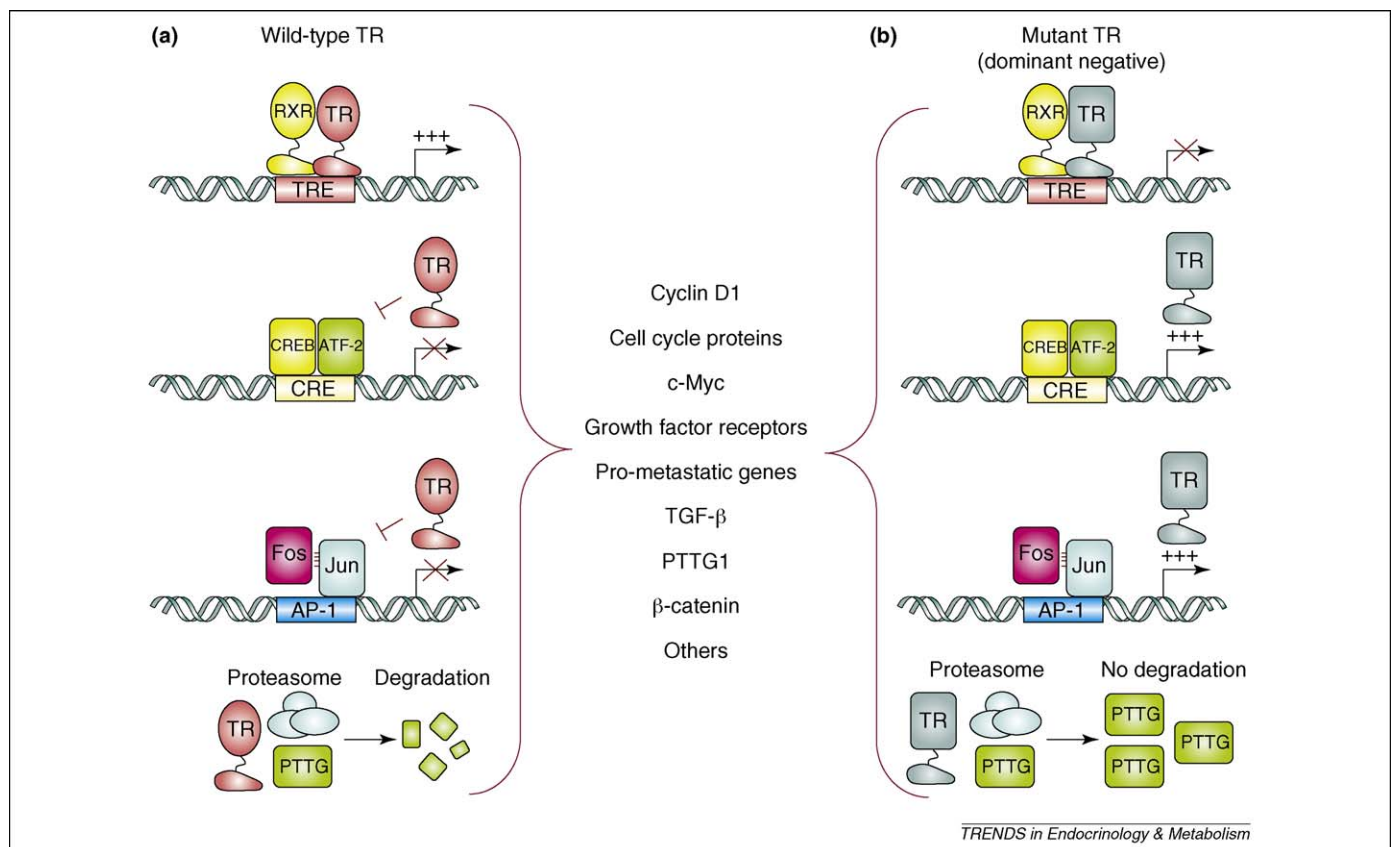 (a)
Wild-type TR
RXR
TR
+++
TRE
TR
CREB
ATF-2
CRE
TR
Fos
Jun
AP-1
Proteasome
Degradation
TR
PTTG
Cyclin D1
Cell cycle proteins
c-Myc
Growth factor receptors
Pro-metastatic genes
TGF-β
PTTG1
β-catenin
Others
(b)
Mutant TR
(dominant negative)
RXR
TR
TRE
TR
CREB
ATF-2
+++
CRE
TR
Fos
Jun
+++
AP-1
Proteasome
No degradation
TR
PTTG
PTTG
PTTG
PTTG
TRENDS in Endocrinology & Metabolism